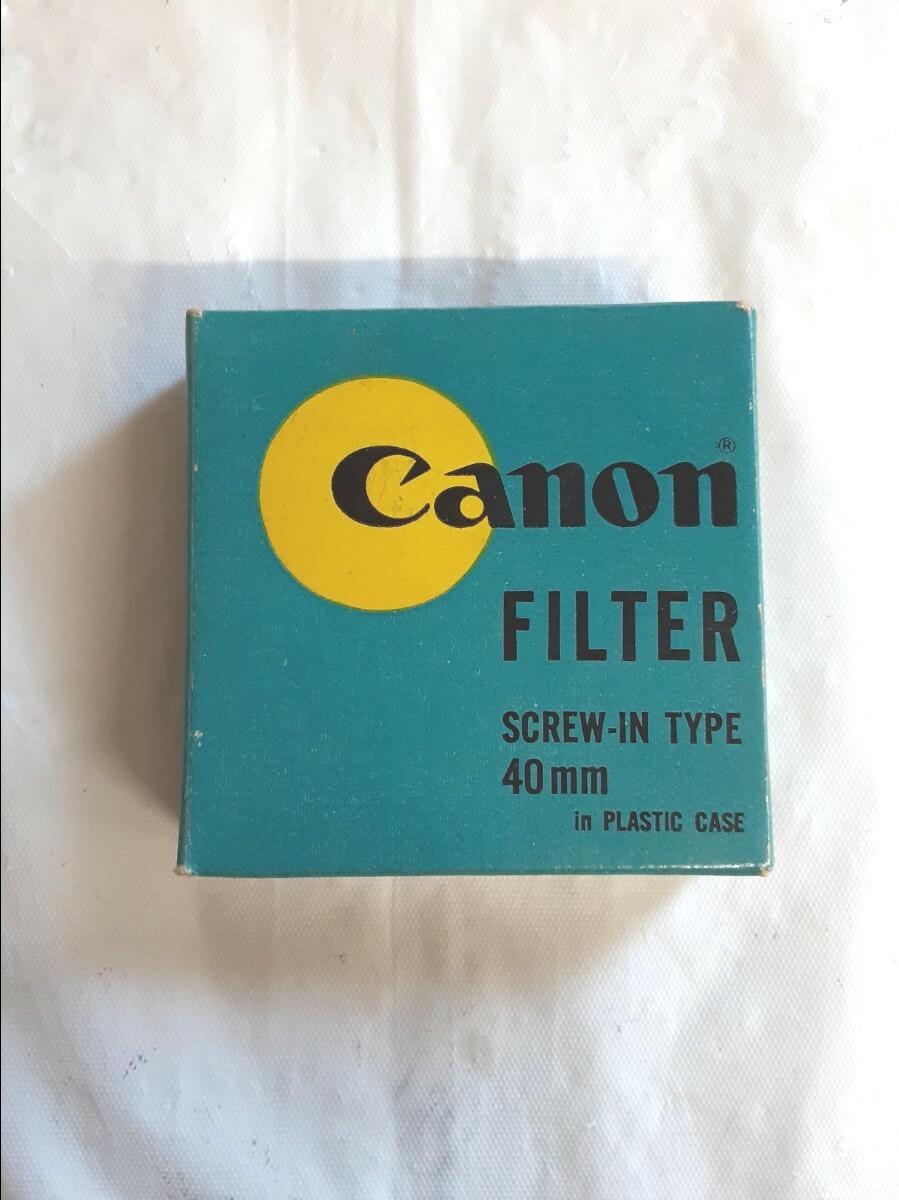 Canon®
FILTER
SCREW-IN TYPE
40mm
in PLASTIC CASE